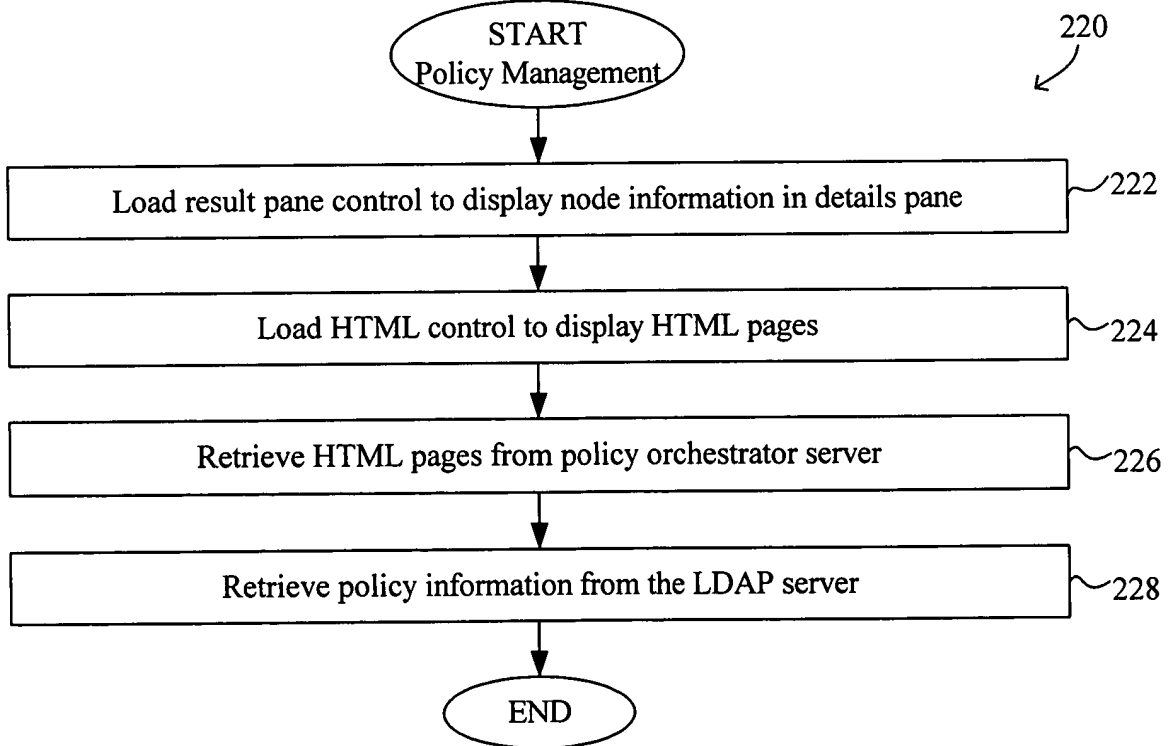 START
Policy Management
220
Load result pane control to display node information in details pane
222
Load HTML control to display HTML pages
224
Retrieve HTML pages from policy orchestrator server
226
Retrieve policy information from the LDAP server
228
END